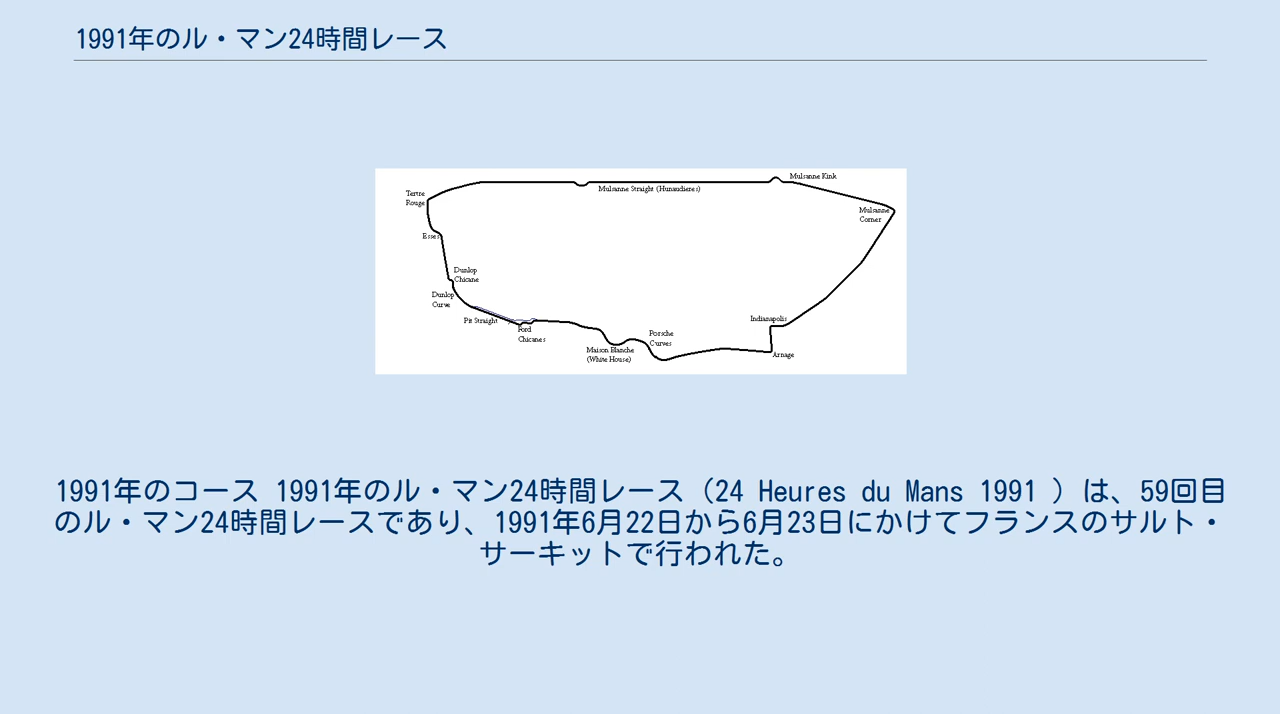 1991年のル・マン24時間レース
Mulsanne Kink
Mulsanne Straight (Hunaudieres)
Tertre
Rouge
Mulsanne
Corner
Esses
Dunlop
Chicane
Dunlop
Curve
Pit Straight
Ford
Chicanes
Indianapolis
Porsche
Curves
Maison Blanche
(White House)
Arnage
1991年のコース 1991年のル・マン24時間レース（24 Heures du Mans 1991 ）は、59回目
のル・マン24時間レースであり、1991年6月22日から6月23日にかけてフランスのサルト・
サーキットで行われた。